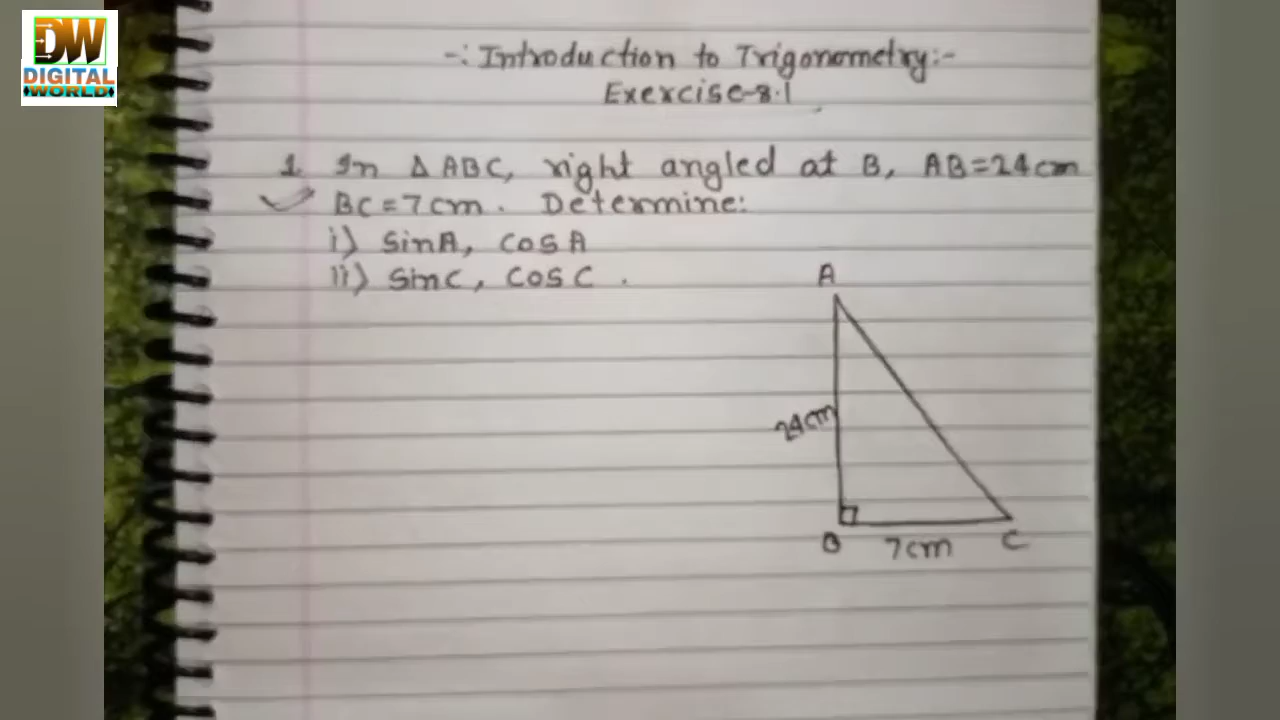 DW
DIGITAL
WORLD
-: Introduction to Trigonometry:-
Exercise-8.1
1. In Δ ABC, right angled at B, AB=24cm
BC=7cm. Determine:
i) SinA, COSA
ii) SinC, COSC.
A
24cm
B 7cm C